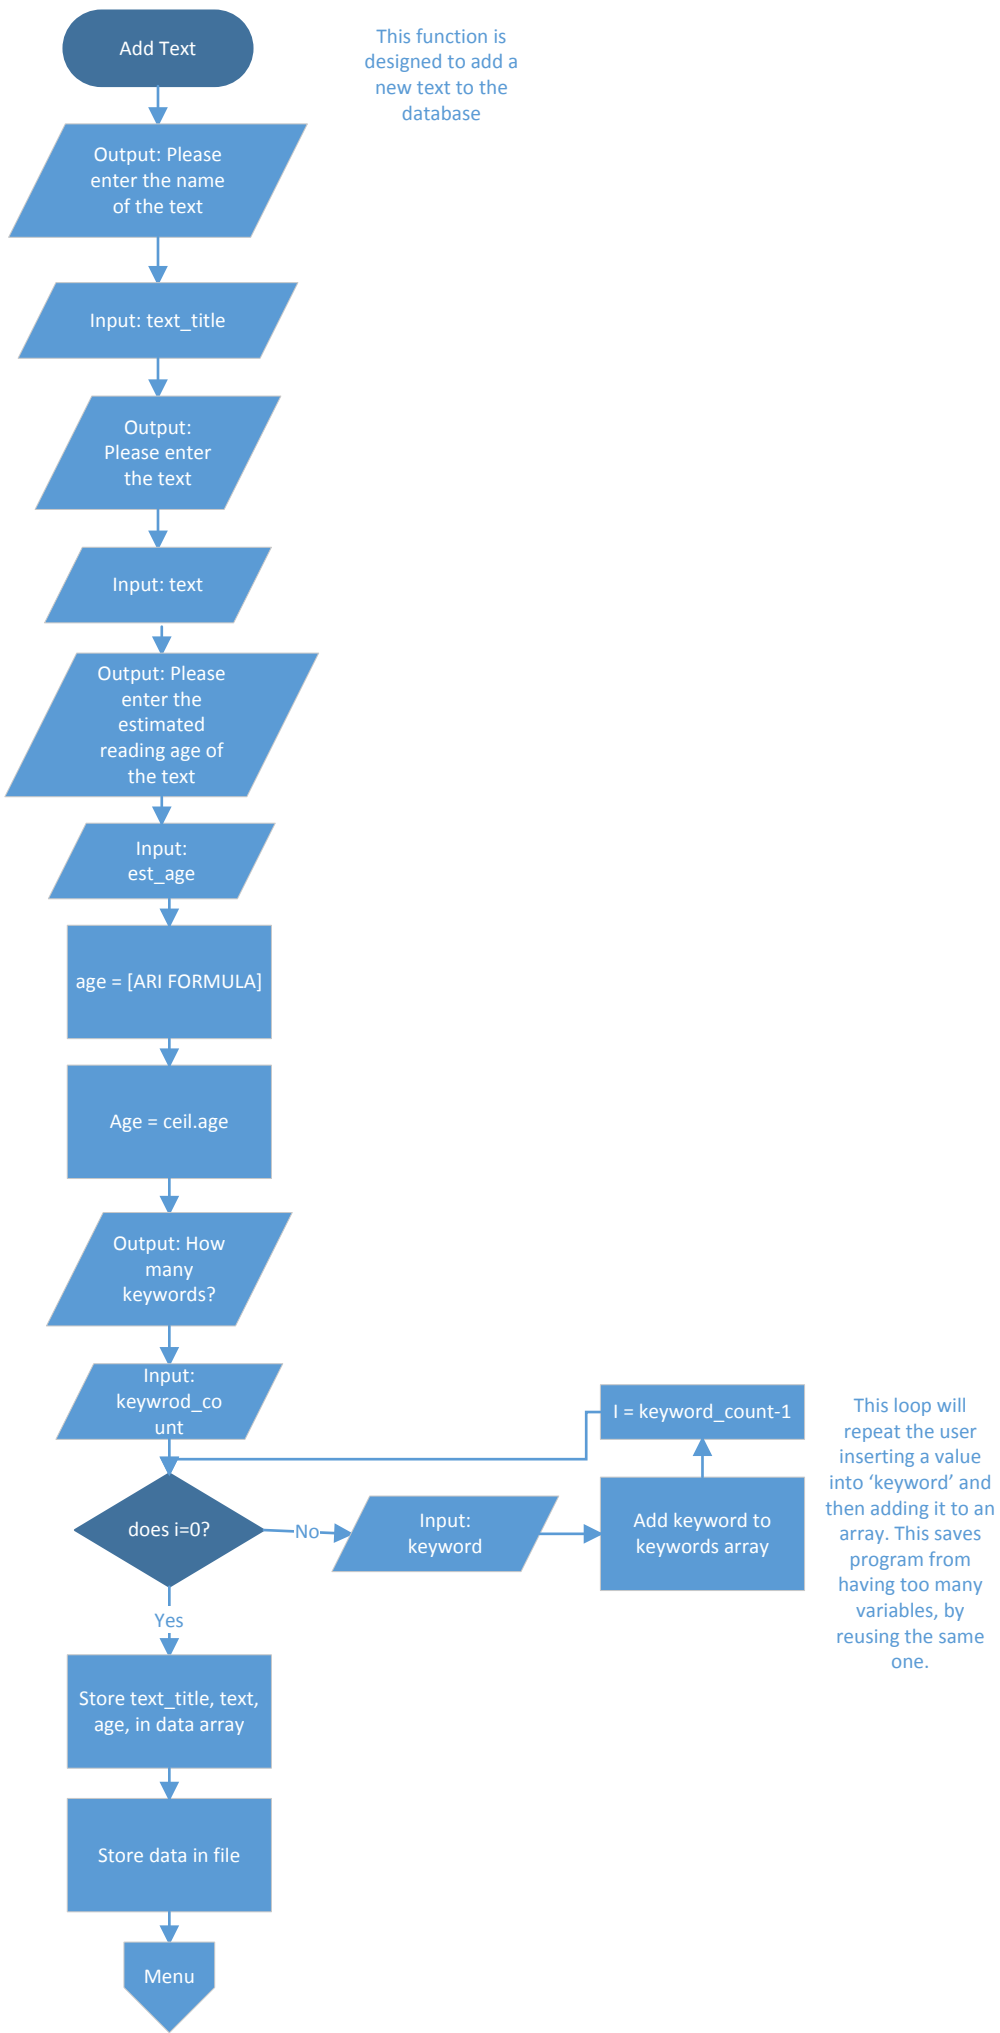 Add Text
This function is
designed to add a
new text to the
database
Output: Please
enter the name
of the text
Input: text_title
Output:
Please enter
the text
Input: text
Output: Please
enter the
estimated
reading age of
the text
Input:
est_age
age = [ARI FORMULA]
Age = ceil.age
Output: How
many
keywords?
Input:
keywrod_co
unt
does i=0?
No
Input:
keyword
Add keyword to
keywords array
I = keyword_count-1
This loop will
repeat the user
inserting a value
into ‘keyword’ and
then adding it to an
array. This saves
program from
having too many
variables, by
reusing the same
one.
Yes
Store text_title, text,
age, in data array
Store data in file
Menu